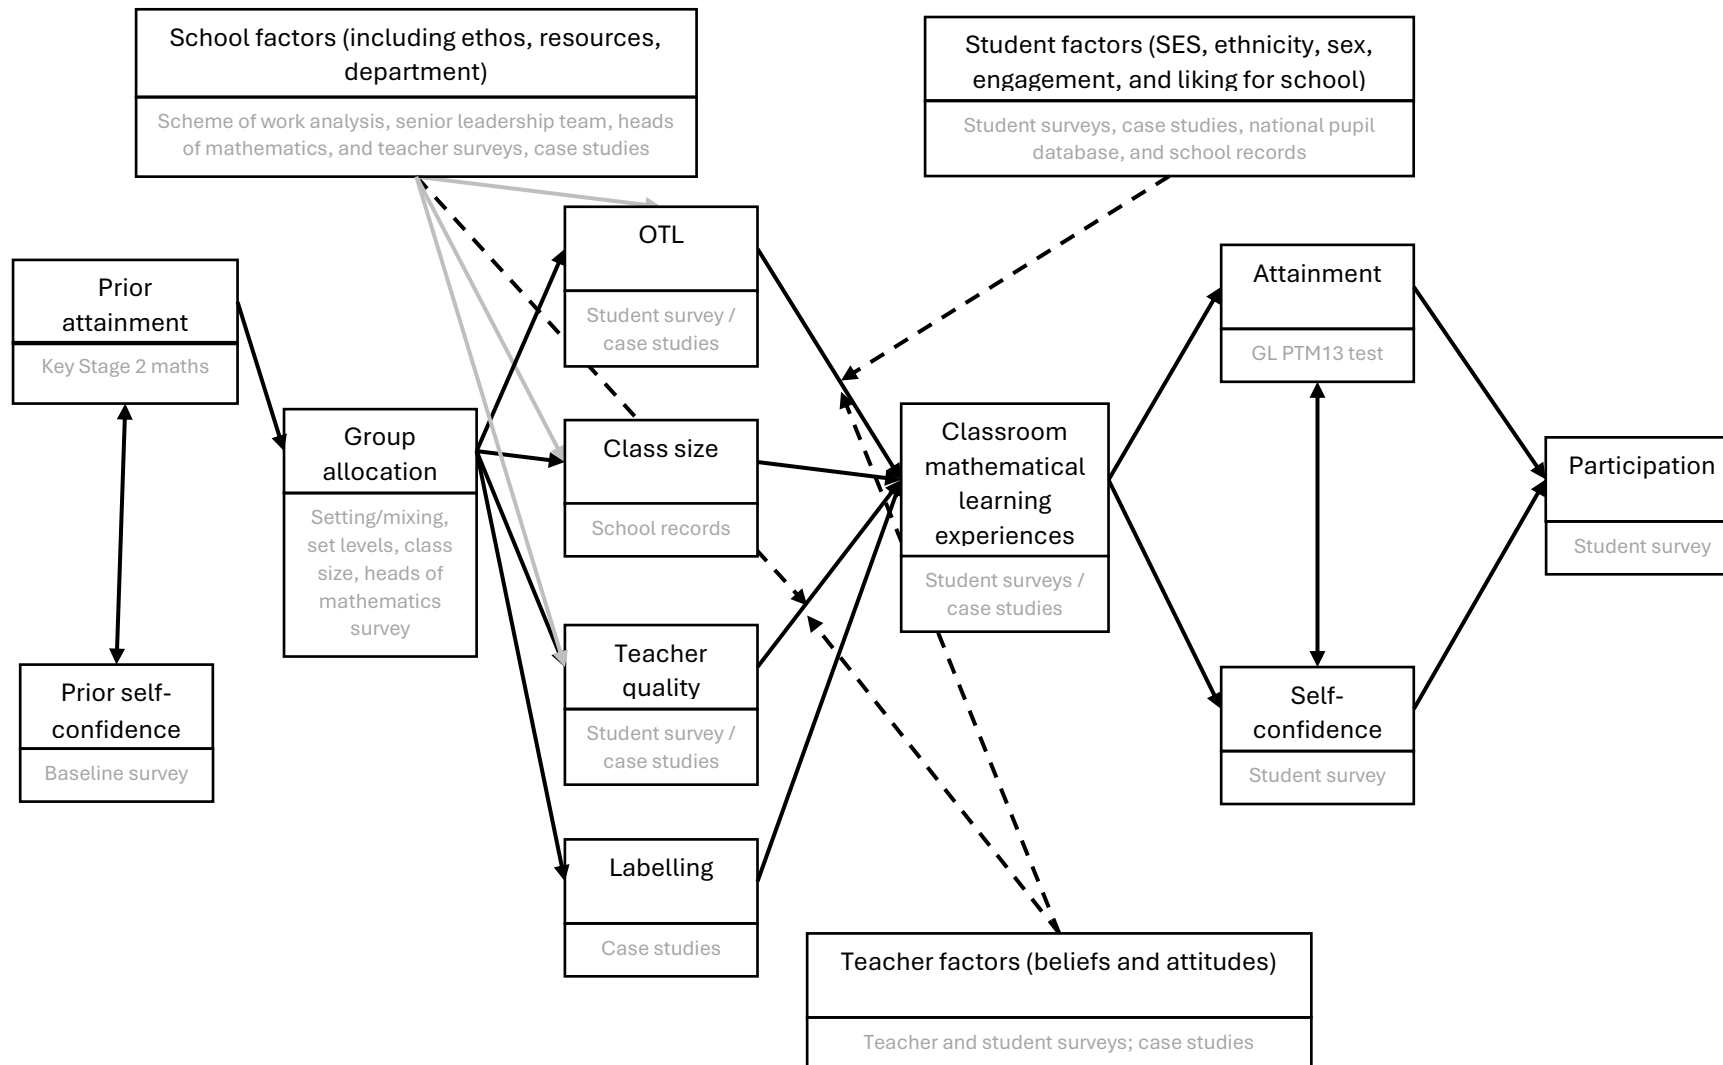 School factors (including ethos, resources,
department)
Scheme of work analysis, senior leadership team, heads
of mathematics, and teacher surveys, case studies
Student factors (SES, ethnicity, sex,
engagement, and liking for school)
Student surveys, case studies, national pupil
database, and school records
Prior
attainment
Key Stage 2 maths
Prior self-
confidence
Baseline survey
Group
allocation
Setting/mixing,
set levels, class
size, heads of
mathematics
survey
OTL
Student survey /
case studies
Class size
School records
Teacher
quality
Student survey /
case studies
Labelling
Case studies
Classroom
mathematical
learning
experiences
Student surveys /
case studies
Attainment
GL PTM13 test
Self-
confidence
Student survey
Participation
Student survey
Teacher factors (beliefs and attitudes)
Teacher and student surveys; case studies